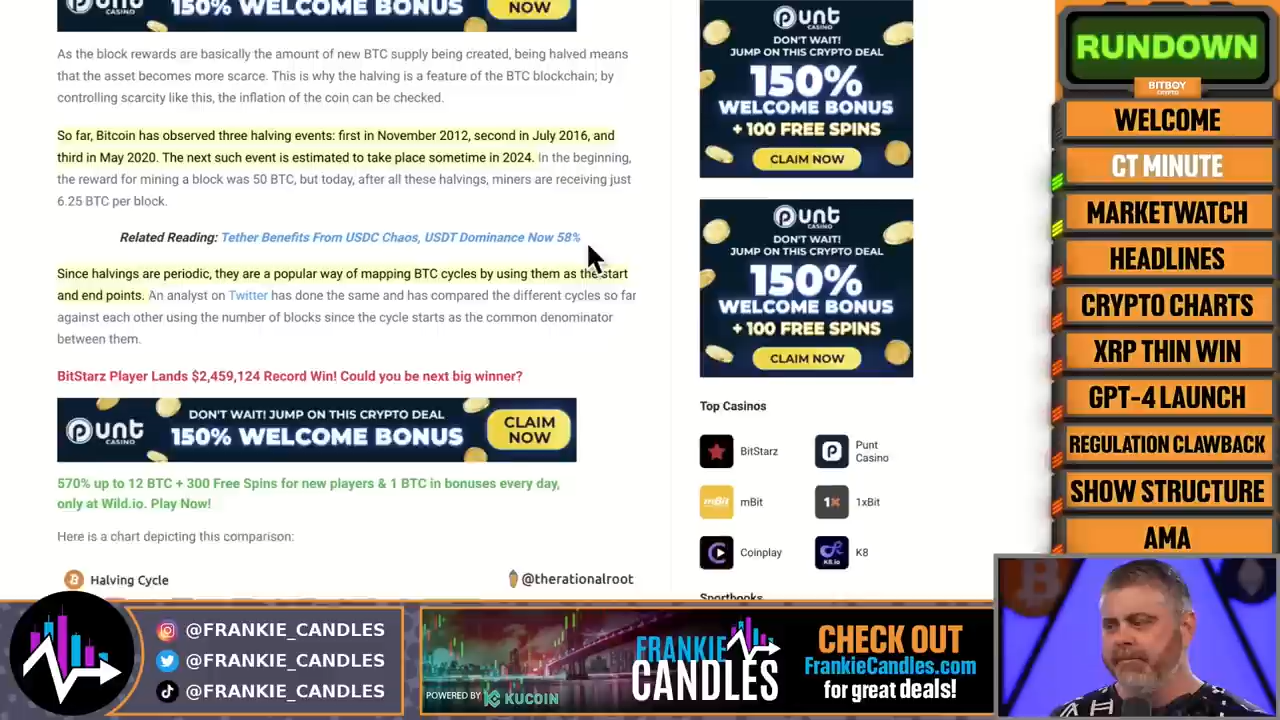 Punt
CASINO
150% WELCOME BONUS
NOW
As the block rewards are basically the amount of new BTC supply being created, being halved means
that the asset becomes more scarce. This is why the halving is a feature of the BTC blockchain; by
controlling scarcity like this, the inflation of the coin can be checked.
So far, Bitcoin has observed three halving events: first in November 2012, second in July 2016, and
third in May 2020. The next such event is estimated to take place sometime in 2024. In the beginning,
the reward for mining a block was 50 BTC, but today, after all these halvings, miners are receiving just
6.25 BTC per block.
Related Reading: Tether Benefits From USDC Chaos, USDT Dominance Now 58%
Since halvings are periodic, they are a popular way of mapping BTC cycles by using them as the start
and end points. An analyst on Twitter has done the same and has compared the different cycles so far
against each other using the number of blocks since the cycle starts as the common denominator
between them.
BitStarz Player Lands $2,459,124 Record Win! Could you be next big winner?
Punt
CASINO
DON'T WAIT! JUMP ON THIS CRYPTO DEAL
150% WELCOME BONUS
CLAIM
NOW
570% up to 12 BTC + 300 Free Spins for new players & 1 BTC in bonuses every day,
only at Wild.io. Play Now!
Here is a chart depicting this comparison:
Halving Cycle
@therationalroot
Punt
CASINO
DON'T WAIT!
JUMP ON THIS CRYPTO DEAL
150%
WELCOME BONUS
+ 100 FREE SPINS
CLAIM NOW
Punt
CASINO
DON'T WAIT!
JUMP ON THIS CRYPTO DEAL
150%
WELCOME BONUS
+ 100 FREE SPINS
CLAIM NOW
Top Casinos
BitStarz
Punt
Casino
mBit
mBit
1X
1xBit
Coinplay
K8.io
K8
Sportbooks
RUNDOWN
BITBOY
CRYPTO
WELCOME
CT MINUTE
MARKETWATCH
HEADLINES
CRYPTO CHARTS
XRP THIN WIN
GPT-4 LAUNCH
REGULATION CLAWBACK
SHOW STRUCTURE
AMA
@FRANKIE_CANDLES
@FRANKIE_CANDLES
@FRANKIE_CANDLES
POWERED BY KUCOIN
FRANKIE
CANDLES
CHECK OUT
FrankieCandles.com
for great deals!